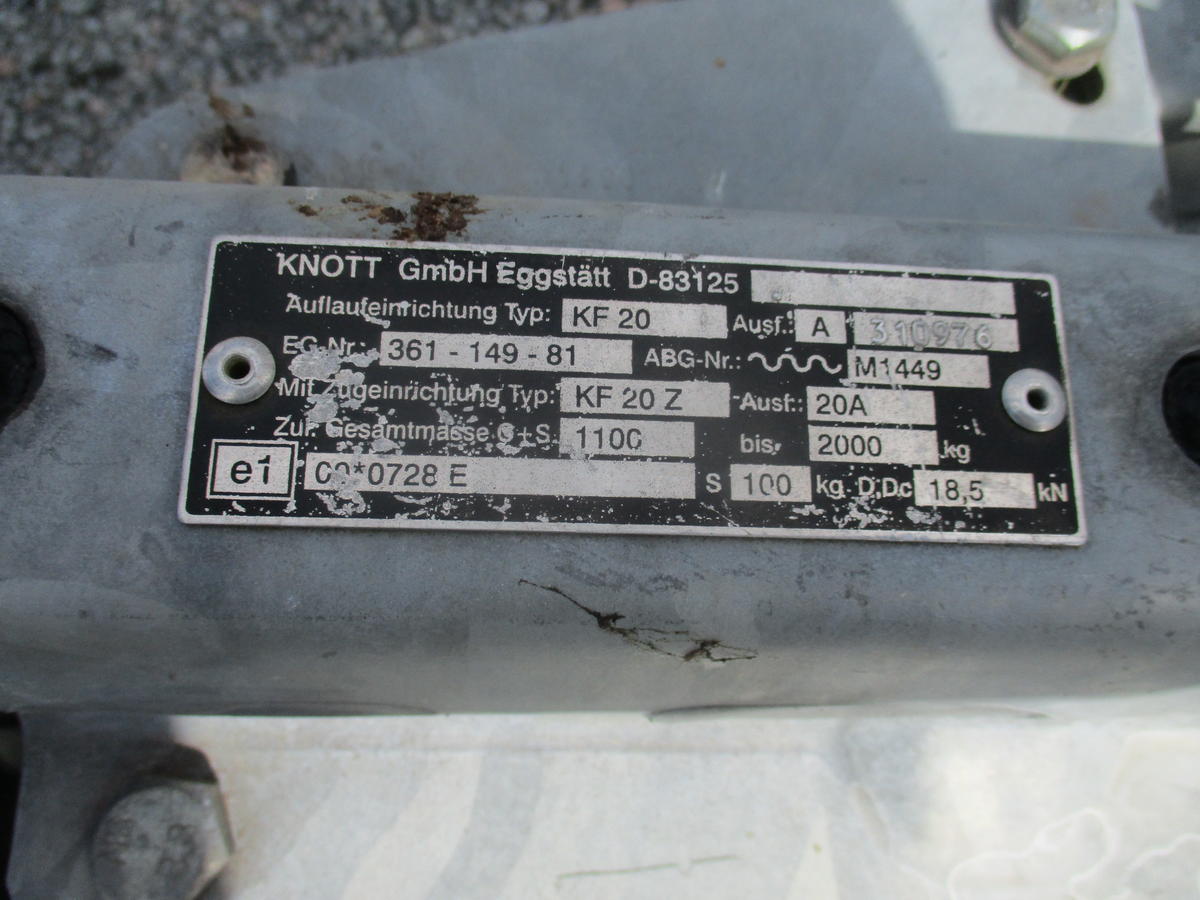 KNOTT GmbH Eggstätt D-83125
Auflaufeinrichtung Typ: KF 20 Ausf.: A 310976
EG-Nr.: 361 - 149 - 81 ABG-Nr.: M1449
Mit Zugeinrichtung Typ: KF 20 Z Ausf.: 20A
Zul. Gesamtmasse G+S 1100 bis 2000 kg
e1 00*0728 E S 100 kg D,Dc 18,5 kN